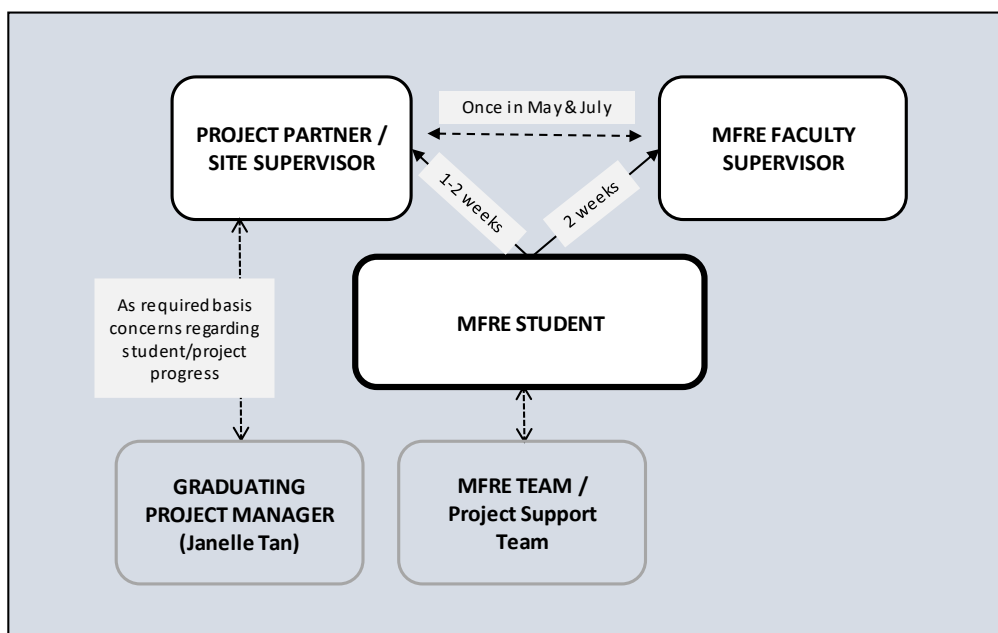 Once in May & July
PROJECT PARTNER /
SITE SUPERVISOR
MFRE FACULTY
SUPERVISOR
1-2 weeks
2 weeks
MFRE STUDENT
As required basis
concerns regarding
student/project
progress
GRADUATING
PROJECT MANAGER
(Janelle Tan)
MFRE TEAM /
Project Support
Team